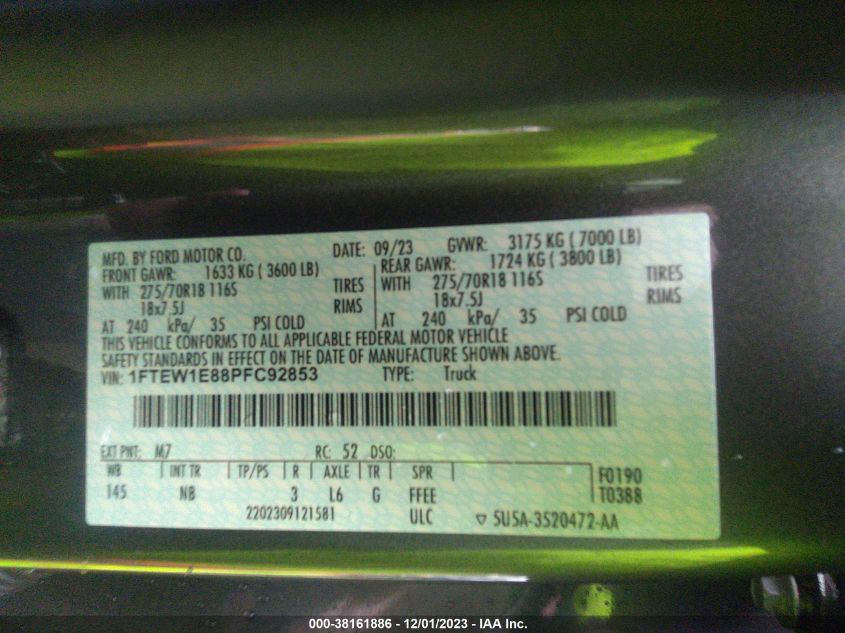 MFD. BY FORD MOTOR CO. DATE: 09/23 GVWR: 3175 KG ( 7000 LB)
FRONT GAWR: 1633 KG ( 3600 LB) REAR GAWR: 1724 KG ( 3800 LB)
WITH 275/70R18 116S TIRES WITH 275/70R18 116S TIRES
18x7.5J RIMS 18x7.5J RIMS
AT 240 kPa/ 35 PSI COLD AT 240 kPa/ 35 PSI COLD
THIS VEHICLE CONFORMS TO ALL APPLICABLE FEDERAL MOTOR VEHICLE
SAFETY STANDARDS IN EFFECT ON THE DATE OF MANUFACTURE SHOWN ABOVE.
VIN: 1FTEW1E88PFC92853 TYPE: Truck
EXT PNT: M7 RC: 52 DSO:
WB INT TR TP/PS R AXLE TR SPR F0190
145 NB 3 L6 G FFEE T0388
2202309121581 ULC ▽ 5U5A-3520472-AA
000-38161886 - 12/01/2023 - IAA Inc.